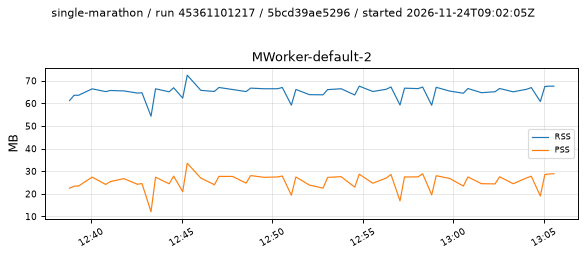 single-marathon / run 45361101217 / 5bcd39ae5296 / started 2026-11-24T09:02:05Z
MWorker-default-2
MB
70
60
50
40
30
20
10
RSS
PSS
12:40
12:45
12:50
12:55
13:00
13:05